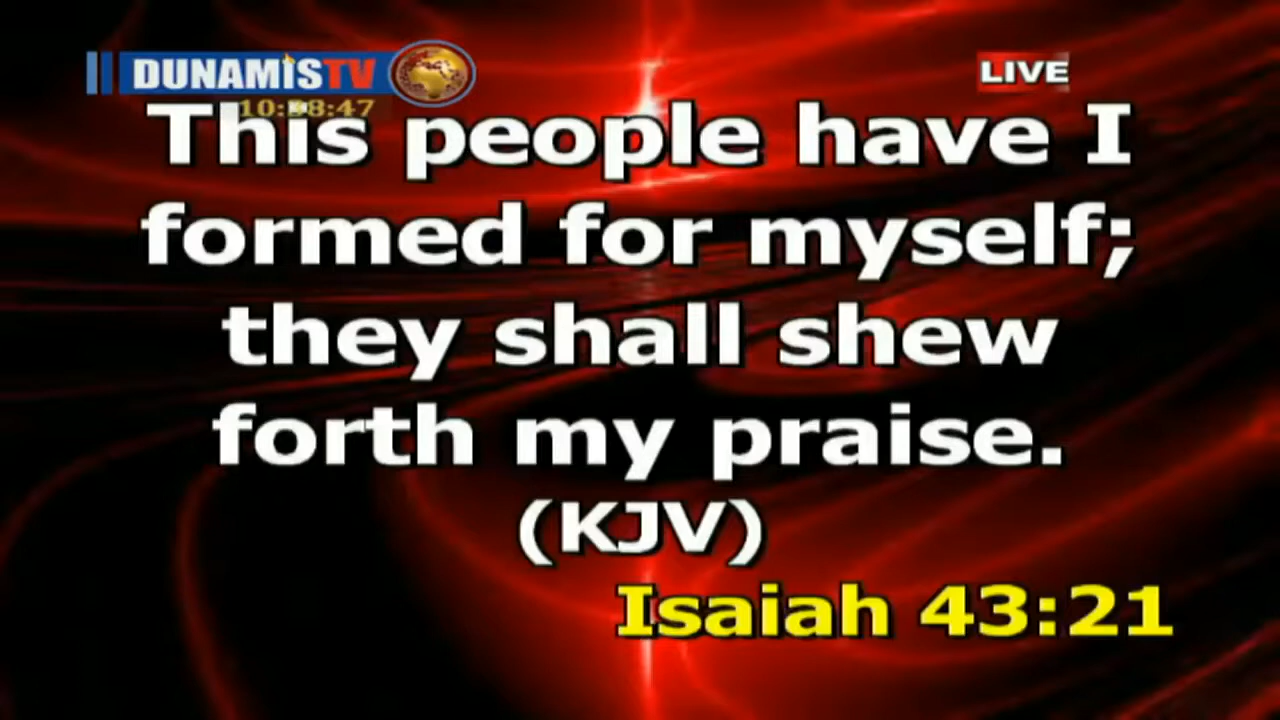 DUNAMIS TV
LIVE
10:38:47
This people have I
formed for myself;
they shall shew
forth my praise.
(KJV)
Isaiah 43:21